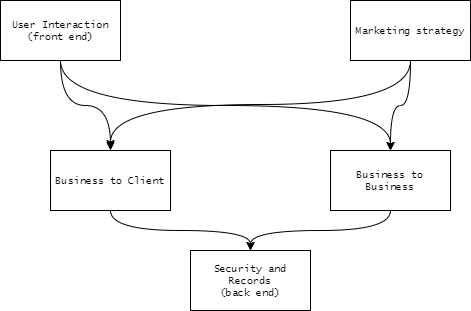 User Interaction
(front end)
Marketing strategy
Business to Client
Business to
Business
Security and
Records
(back end)